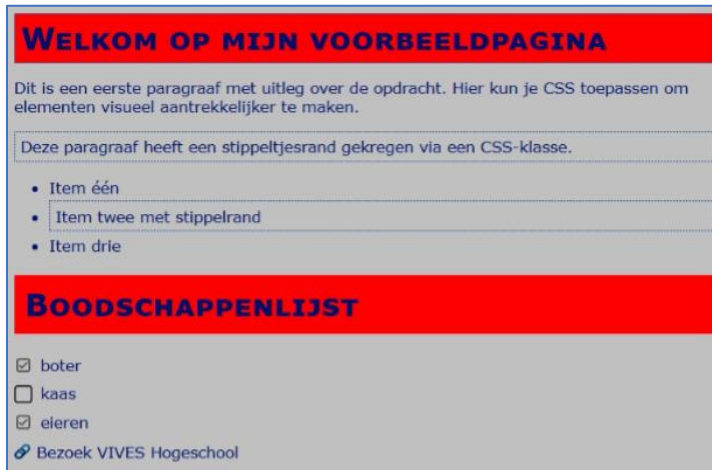 Welkom op mijn voorbeeldpagina
Dit is een eerste paragraaf met uitleg over de opdracht. Hier kun je CSS toepassen om
elementen visueel aantrekkelijker te maken.
Deze paragraaf heeft een stippeltjesrand gekregen via een CSS-klasse.
Item één
Item twee met stippelrand
Item drie
Boodschappenlijst
boter
kaas
eieren
Bezoek VIVES Hogeschool